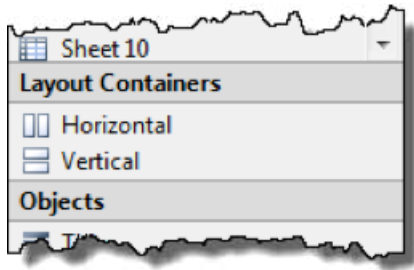 Sheet 10
Layout Containers
Horizontal
Vertical
Objects